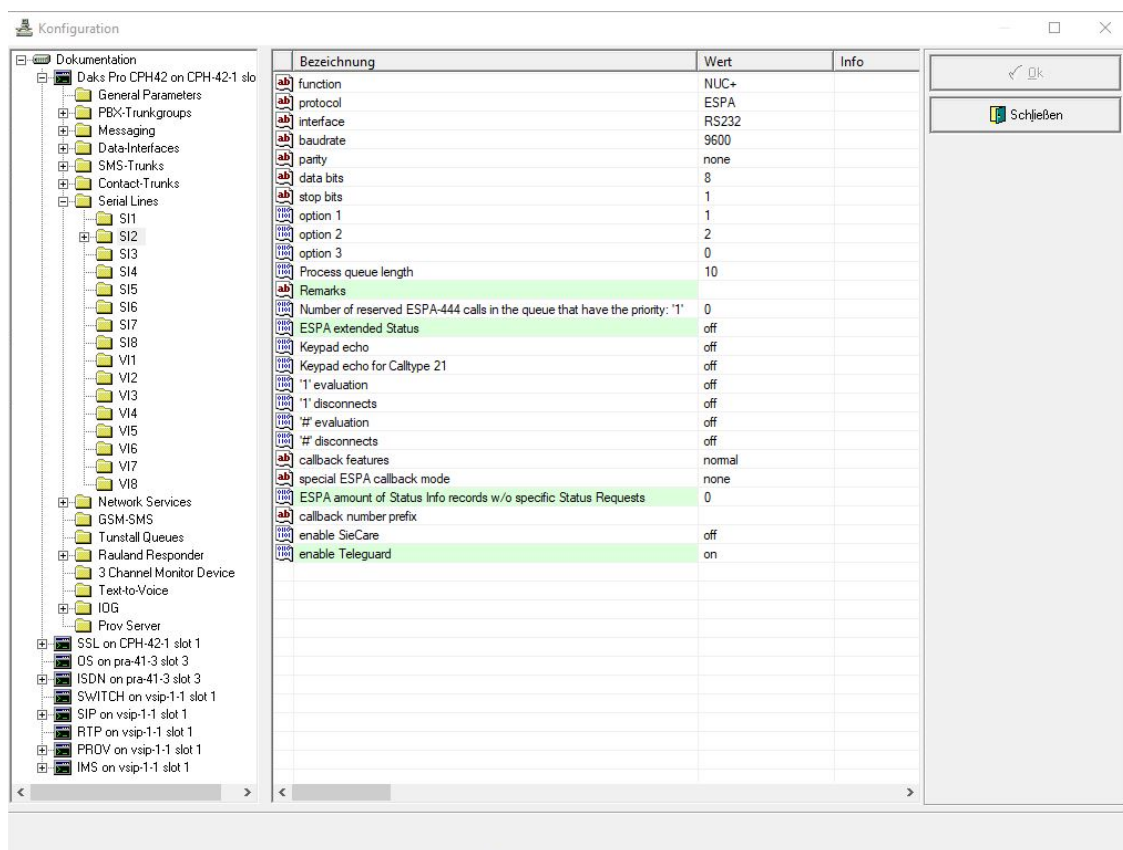 Konfiguration
Dokumentation
Daks Pro CPH42 on CPH-42-1 slo
General Parameters
PBX-Trunkgroups
Messaging
Data-Interfaces
SMS-Trunks
Contact-Trunks
Serial Lines
SI1
SI2
SI3
SI4
SI5
SI6
SI7
SI8
VI1
VI2
VI3
VI4
VI5
VI6
VI7
VI8
Network Services
GSM-SMS
Tunstall Queues
Rauland Responder
3 Channel Monitor Device
Text-to-Voice
IOG
Prov Server
SSL on CPH-42-1 slot 1
OS on pra-41-3 slot 3
ISDN on pra-41-3 slot 3
SWITCH on vsip-1-1 slot 1
SIP on vsip-1-1 slot 1
RTP on vsip-1-1 slot 1
PROV on vsip-1-1 slot 1
IMS on vsip-1-1 slot 1
Bezeichnung Wert Info
function NUC+
protocol ESPA
interface RS232
baudrate 9600
parity none
data bits 8
stop bits 1
option 1 1
option 2 2
option 3 0
Process queue length 10
Remarks
Number of reserved ESPA-444 calls in the queue that have the priority: '1' 0
ESPA extended Status off
Keypad echo off
Keypad echo for Calltype 21 off
'1' evaluation off
'1' disconnects off
'#' evaluation off
'#' disconnects off
callback features normal
special ESPA callback mode none
ESPA amount of Status Info records w/o specific Status Requests 0
callback number prefix
enable SieCare off
enable Teleguard on
Ok
Schließen